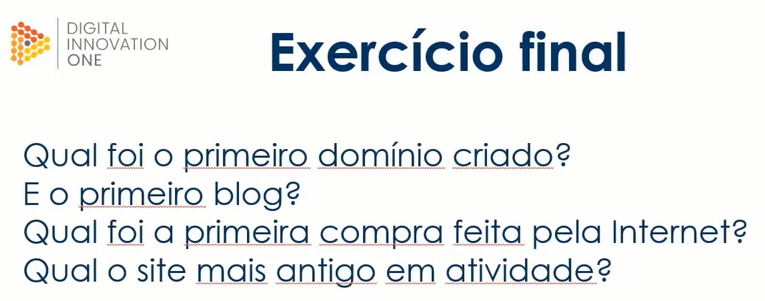 DIGITAL
INNOVATION
ONE
Exercício final
Qual foi o primeiro domínio criado?
E o primeiro blog?
Qual foi a primeira compra feita pela Internet?
Qual o site mais antigo em atividade?